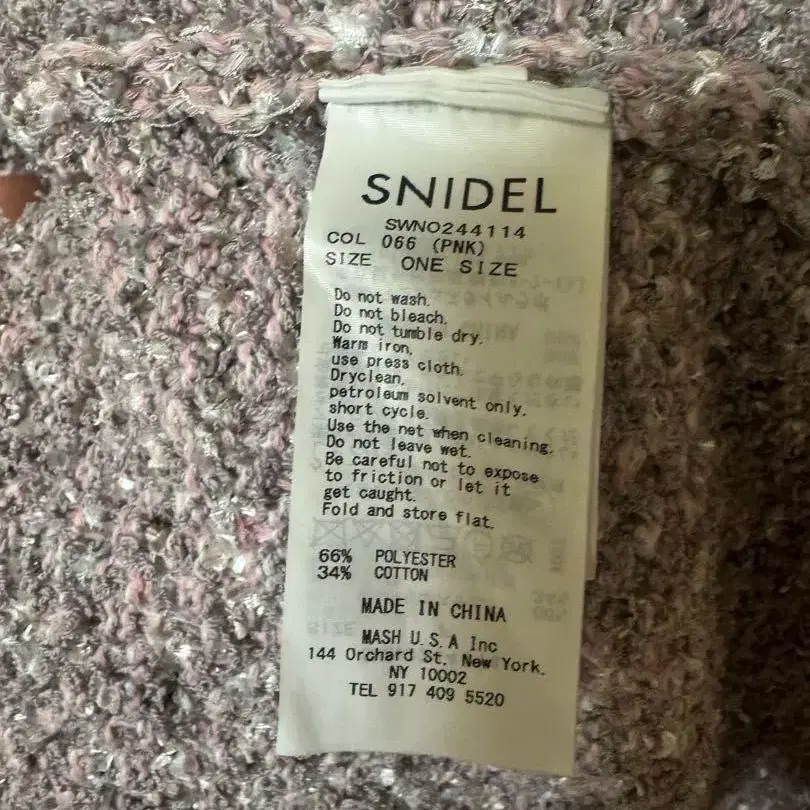 SNIDEL
SWNO244114
COL 066 (PNK)
SIZE ONE SIZE
Do not wash.
Do not bleach.
Do not tumble dry.
Warm iron,
use press cloth.
Dryclean,
petroleum solvent only.
short cycle.
Use the net when cleaning.
Do not leave wet.
Be careful not to expose
to friction or let it
get caught.
Fold and store flat.
66% POLYESTER
34% COTTON
MADE IN CHINA
MASH U.S.A Inc
144 Orchard St, New York.
NY 10002
TEL 917 409 5520